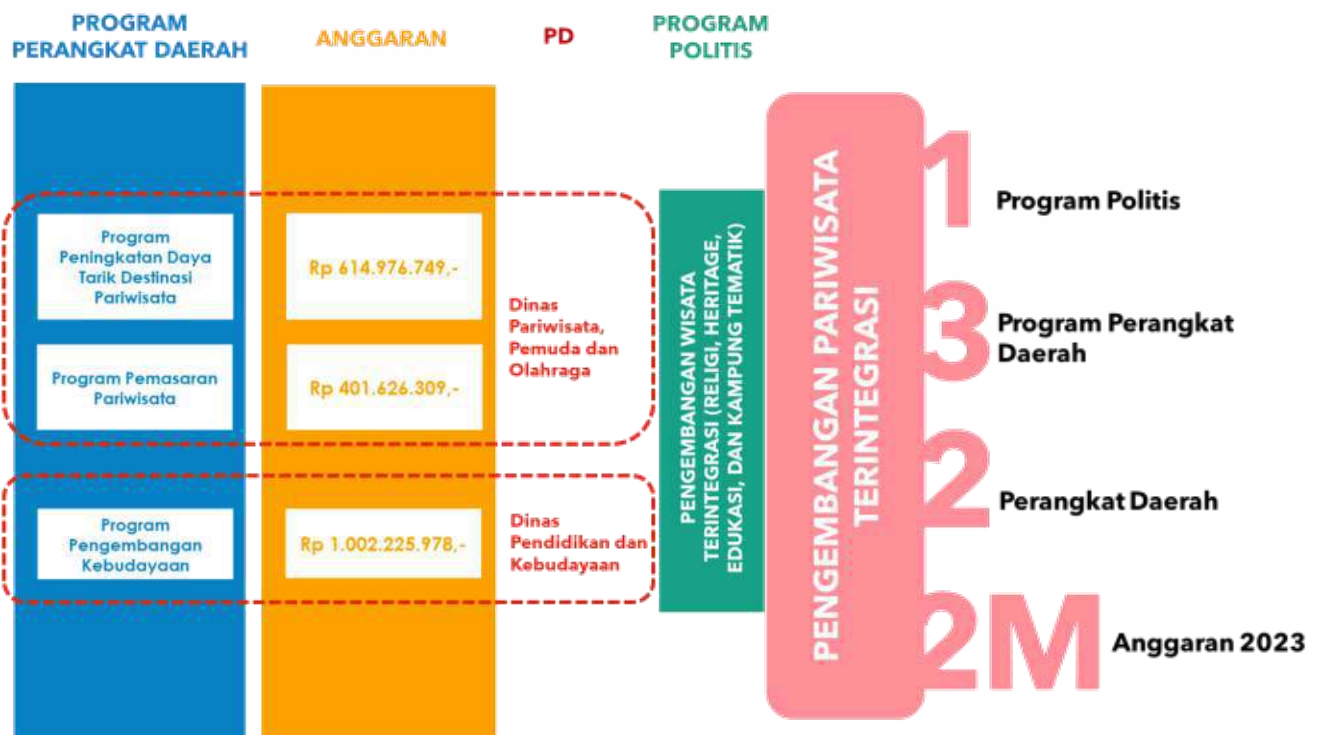 PROGRAM
PERANGKAT DAERAH
ANGGARAN
PD
PROGRAM
POLITIS
Program
Peningkatan Daya
Tarik Destinasi
Pariwisata
Rp 614.976.749,-
Program Pemasaran
Pariwisata
Rp 401.626.309,-
Dinas
Pariwisata,
Pemuda dan
Olahraga
Program
Pengembangan
Kebudayaan
Rp 1.002.225.978,-
Dinas
Pendidikan dan
Kebudayaan
PENGEMBANGAN WISATA
TERINTEGRASI (RELIGI, HERITAGE,
EDUKASI, DAN KAMPUNG TEMATIK)
PENGEMBANGAN PARIWISATA
TERINTEGRASI
1
Program Politis
3
Program Perangkat
Daerah
2
Perangkat Daerah
2M
Anggaran 2023